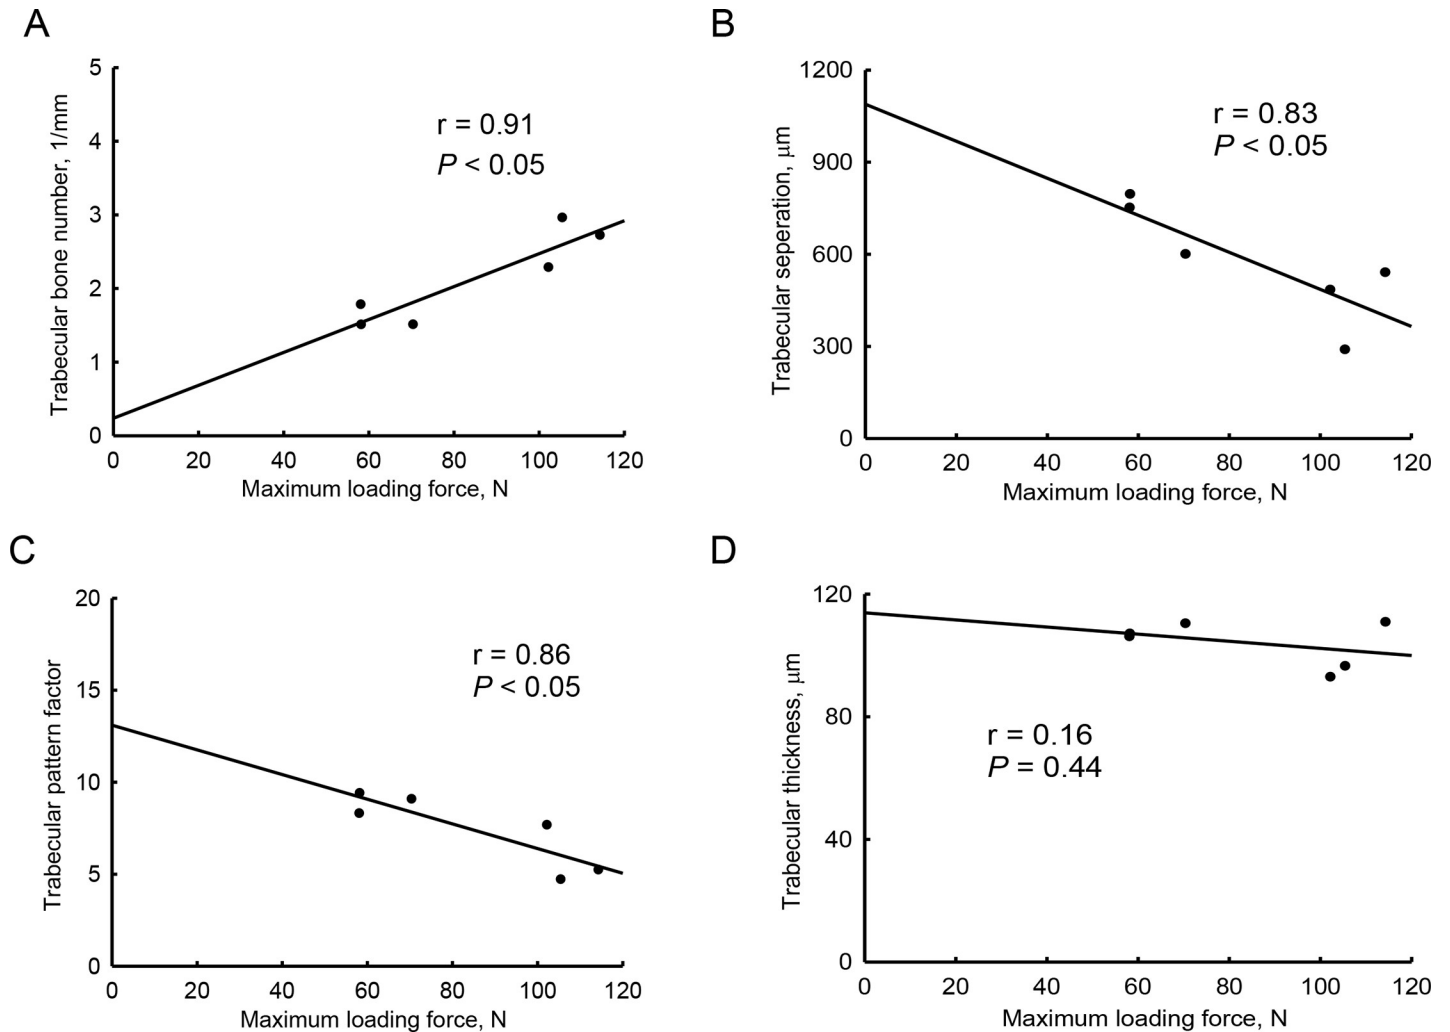 A
Trabecular bone number, 1/mm
5
4
3
2
1
0
r = 0.91
P < 0.05
0 20 40 60 80 100 120
Maximum loading force, N
B
Trabecular seperation, μm
1200
900
600
300
0
r = 0.83
P < 0.05
0 20 40 60 80 100 120
Maximum loading force, N
C
Trabecular pattern factor
20
15
10
5
0
r = 0.86
P < 0.05
0 20 40 60 80 100 120
Maximum loading force, N
D
Trabecular thickness, μm
120
80
40
0
r = 0.16
P = 0.44
0 20 40 60 80 100 120
Maximum loading force, N